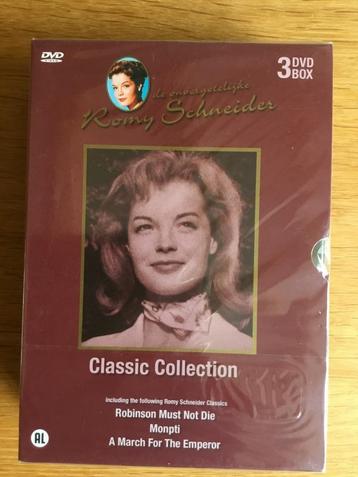 DVD
VIDEO
de onvergetelijke
Romy Schneider
3 DVD
BOX
Classic Collection
including the following Romy Schneider Classics
Robinson Must Not Die
Monpti
A March For The Emperor
AL